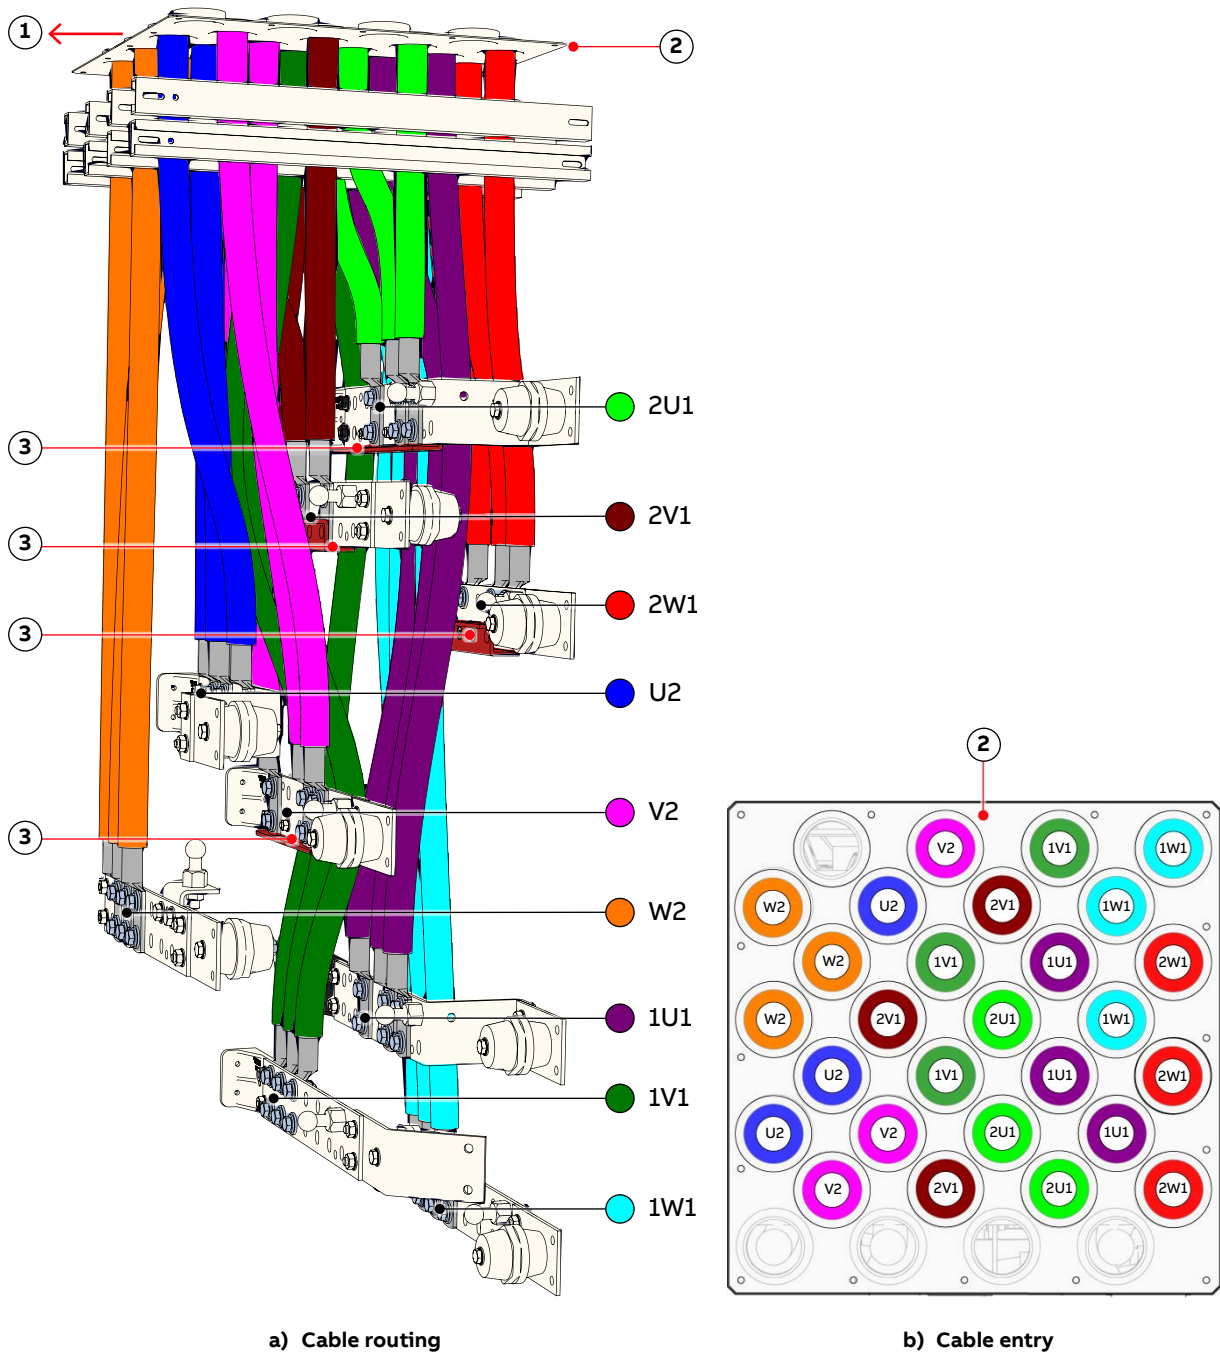 1
2
2U1
3
2V1
3
2W1
3
U2
V2
3
W2
1U1
1V1
1W1
a) Cable routing
2
V2 1V1 1W1
W2 U2 2V1 1W1
W2 1V1 1U1 2W1
W2 2V1 2U1 1W1
U2 1V1 1U1 2W1
U2 V2 2U1 1U1
V2 2V1 2U1 2W1
b) Cable entry